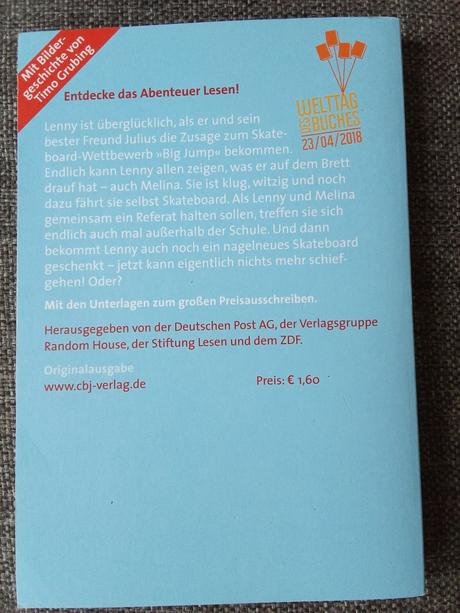 Mit Bilder-
geschichte von
Timo Grubing
Entdecke das Abenteuer Lesen!
WELTTAG
DES
BUCHES
23/04/2018
Lenny ist überglücklich, als er und sein
bester Freund Julius die Zusage zum Skate-
board-Wettbewerb »Big Jump« bekommen.
Endlich kann Lenny allen zeigen, was er auf dem Brett
drauf hat – auch Melina. Sie ist klug, witzig und noch
dazu fährt sie selbst Skateboard. Als Lenny und Melina
gemeinsam ein Referat halten sollen, treffen sie sich
endlich auch mal außerhalb der Schule. Und dann
bekommt Lenny auch noch ein nagelneues Skateboard
geschenkt – jetzt kann eigentlich nichts mehr schief-
gehen! Oder?
Mit den Unterlagen zum großen Preisausschreiben.
Herausgegeben von der Deutschen Post AG, der Verlagsgruppe
Random House, der Stiftung Lesen und dem ZDF.
Originalausgabe
www.cbj-verlag.de Preis: € 1,60